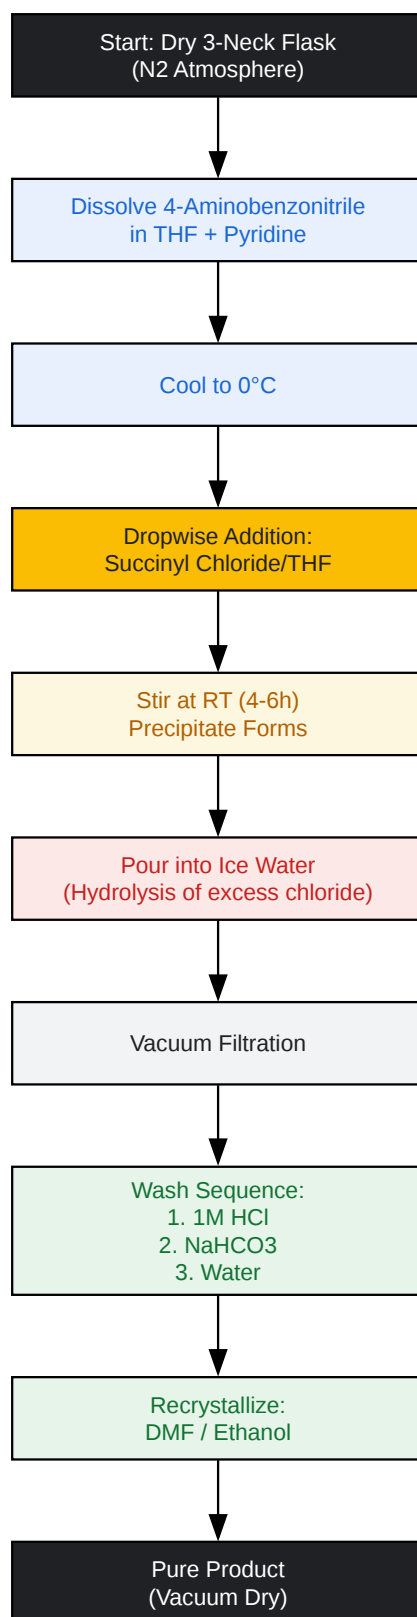 Start: Dry 3-Neck Flask
(N2 Atmosphere)
Dissolve 4-Aminobenzonitrile
in THF + Pyridine
Cool to 0°C
Dropwise Addition:
Succinyl Chloride/THF
Stir at RT (4-6h)
Precipitate Forms
Pour into Ice Water
(Hydrolysis of excess chloride)
Vacuum Filtration
Wash Sequence:
1. 1M HCl
2. NaHCO3
3. Water
Recrystallize:
DMF / Ethanol
Pure Product
(Vacuum Dry)